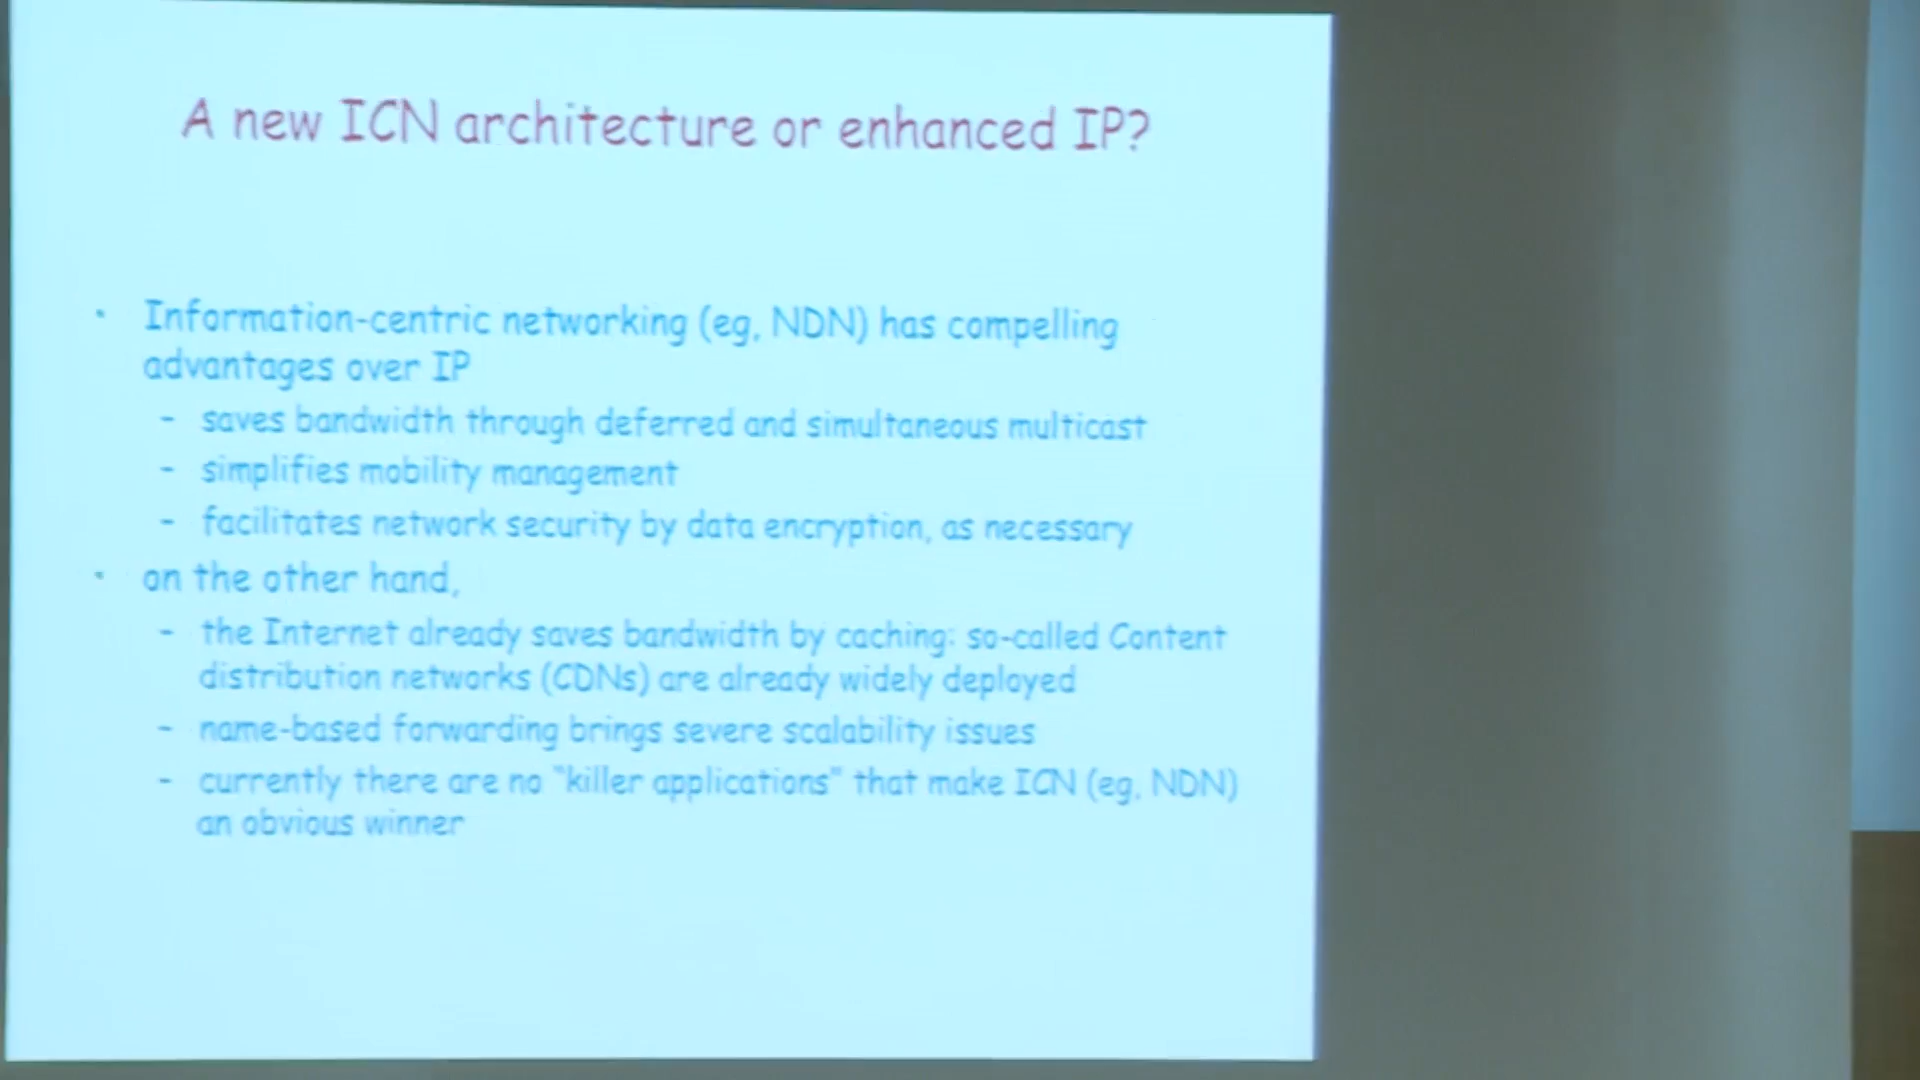 A new ICN architecture or enhanced IP?
• Information-centric networking (eg, NDN) has compelling
advantages over IP
- saves bandwidth through deferred and simultaneous multicast
- simplifies mobility management
- facilitates network security by data encryption, as necessary
• on the other hand,
- the Internet already saves bandwidth by caching: so-called Content
distribution networks (CDNs) are already widely deployed
- name-based forwarding brings severe scalability issues
- currently there are no "killer applications" that make ICN (eg, NDN)
an obvious winner